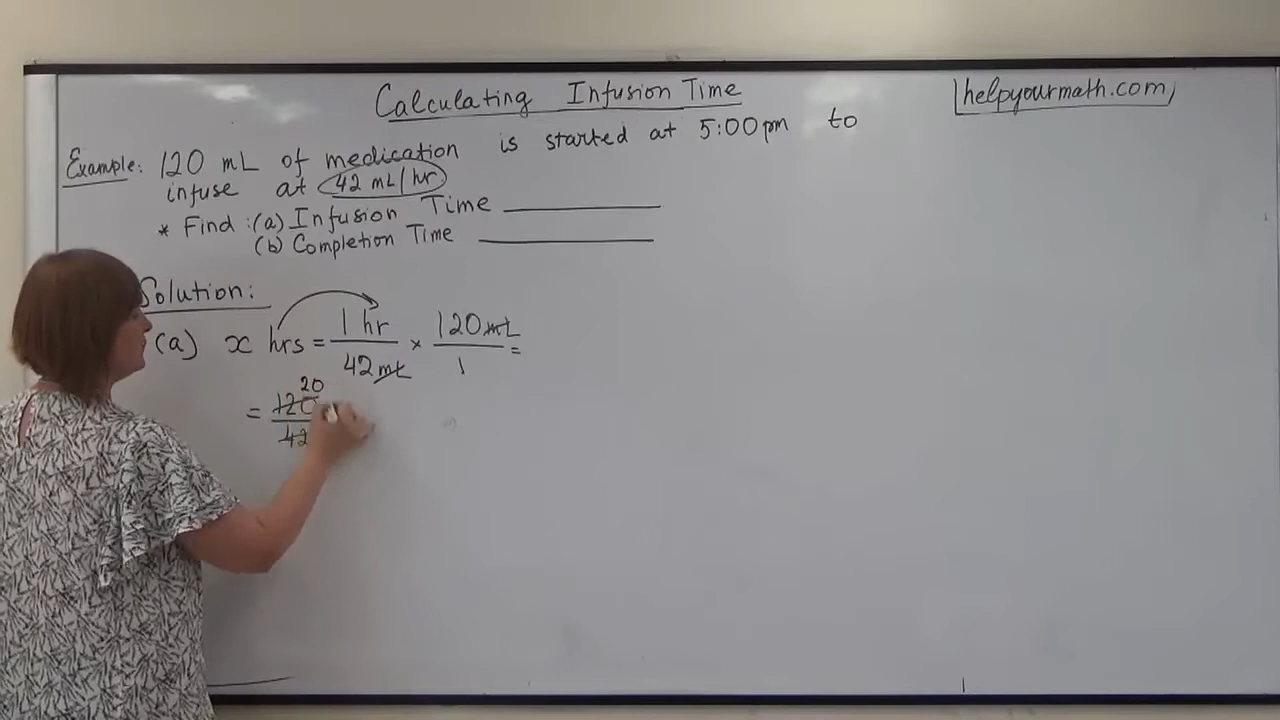 Calculating Infusion Time
helpyourmath.com
Example: 120 mL of medication is started at 5:00pm to
infuse at 42 mL/hr
* Find: (a) Infusion Time
(b) Completion Time
Solution:
(a) x hrs = 1 hr / 42 mL × 120 mL / 1 =
20
= 120 / 42